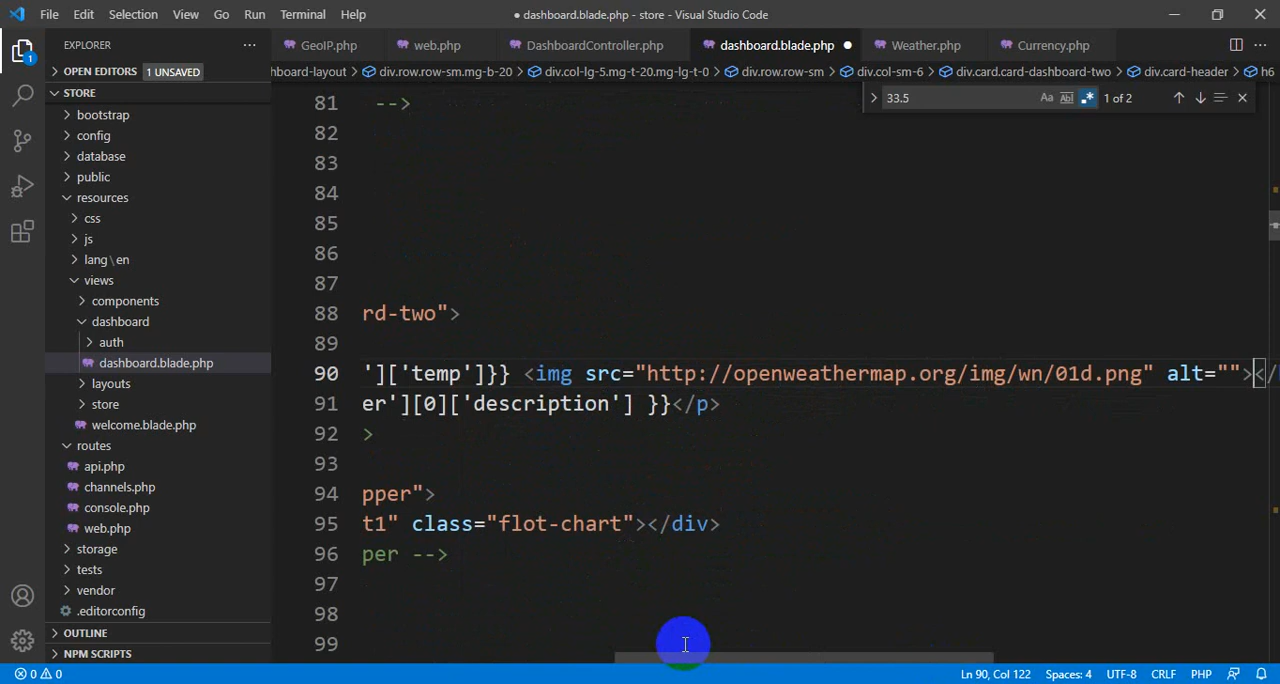 File Edit Selection View Go Run Terminal Help
● dashboard.blade.php - store - Visual Studio Code
EXPLORER
GeoIP.php web.php DashboardController.php dashboard.blade.php Weather.php Currency.php
OPEN EDITORS 1 UNSAVED
hboard-layout > div.row.row-sm.mg-b-20 > div.col-lg-5.mg-t-20.mg-lg-t-0 > div.row.row-sm > div.col-sm-6 > div.card.card-dashboard-two > div.card-header > h6
STORE
33.5 Aa Abl .* 1 of 2
bootstrap
config
database
public
resources
css
js
lang\en
views
components
dashboard
auth
dashboard.blade.php
layouts
store
welcome.blade.php
routes
api.php
channels.php
console.php
web.php
storage
tests
vendor
.editorconfig
OUTLINE
NPM SCRIPTS
1
81 -->
82
83
84
85
86
87
88 rd-two">
89
90 ']['temp']}} <img src="http://openweathermap.org/img/wn/01d.png" alt=""></
91 er'][0]['description'] }}</p>
92 >
93
94 pper">
95 t1" class="flot-chart"></div>
96 per -->
97
98
99
0 0 Ln 90, Col 122 Spaces: 4 UTF-8 CRLF PHP